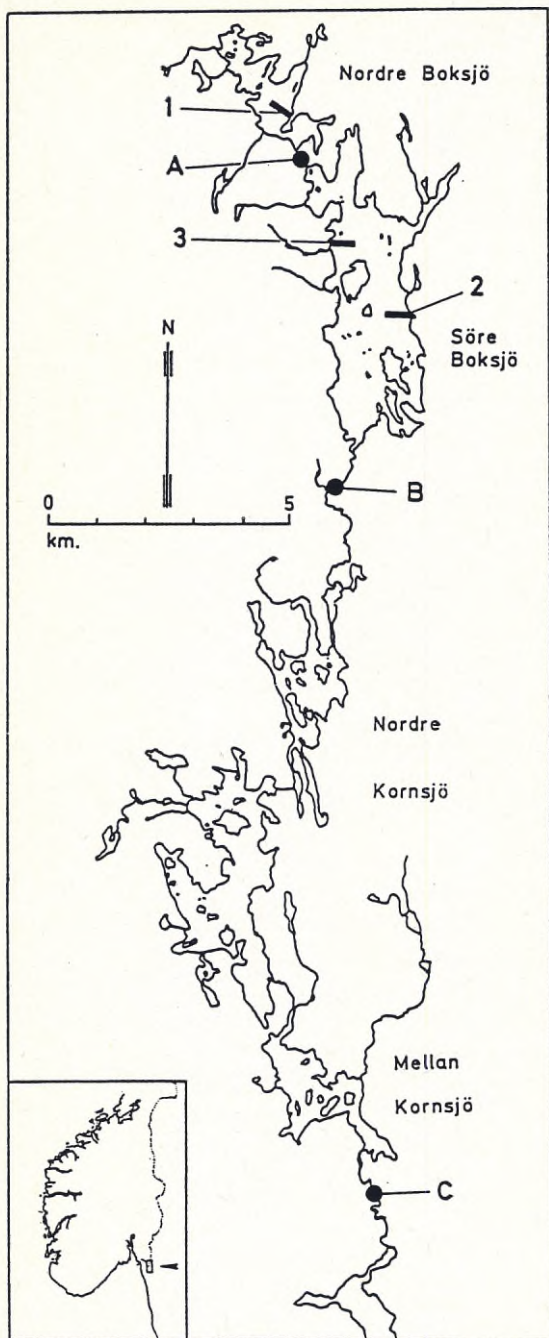 Nordre Boksjö
1
A
3
2
N
Söre
Boksjö
B
0 5
km.
Nordre
Kornsjö
Mellan
Kornsjö
C